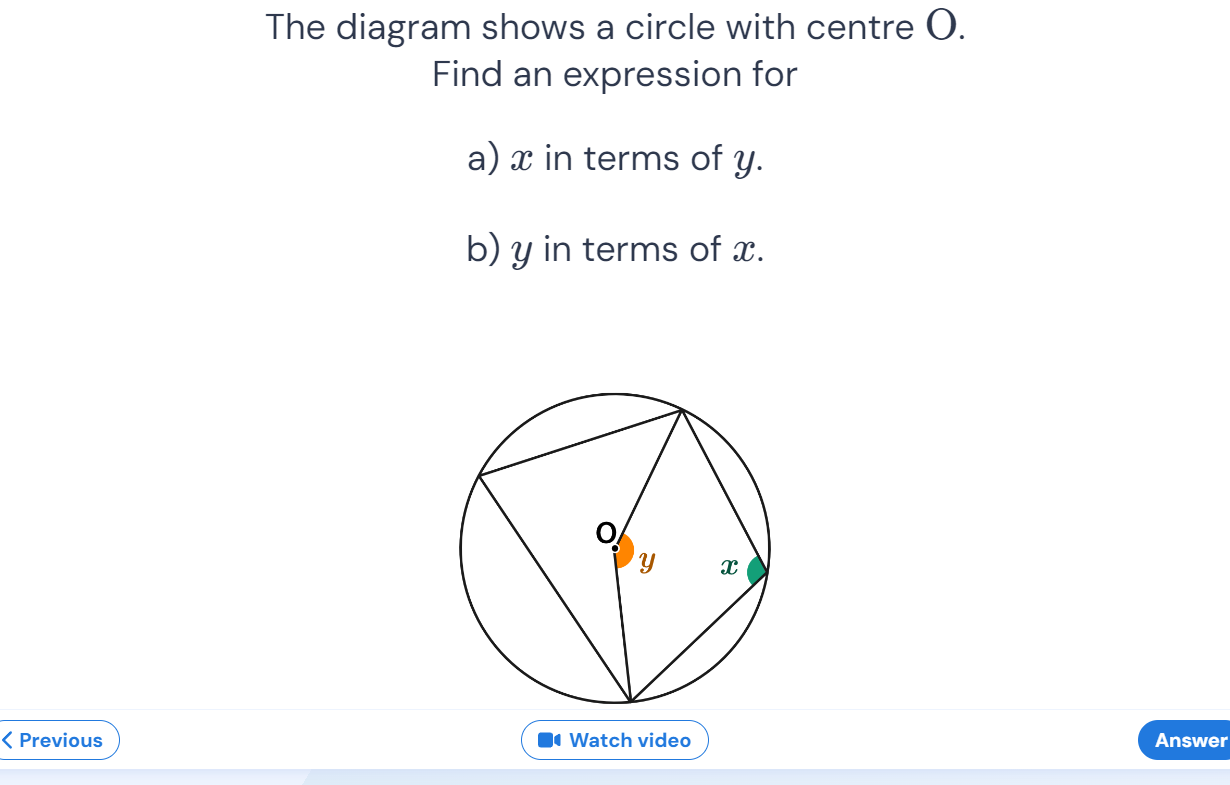 The diagram shows a circle with centre O.
Find an expression for
a) x in terms of y.
b) y in terms of x.
O
y
x
Previous
Watch video
Answer